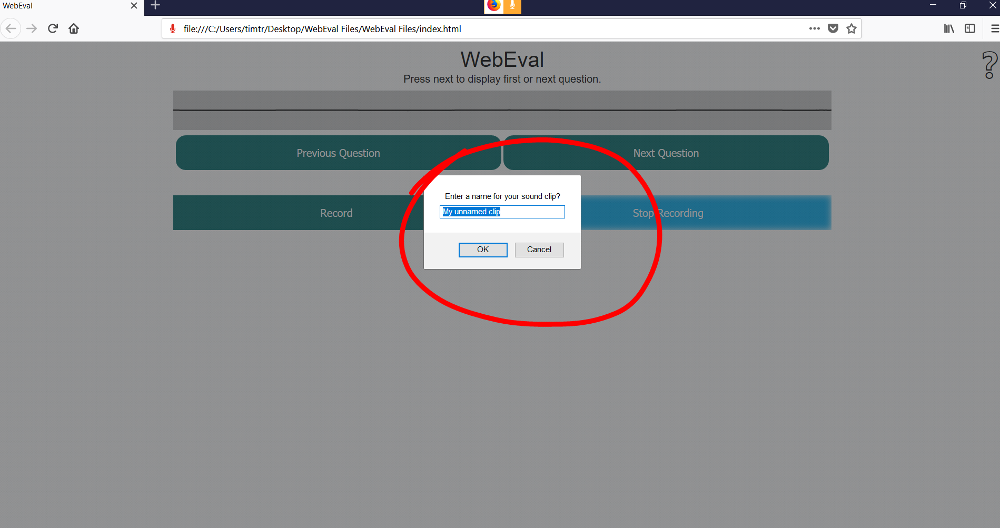 WebEval
file:///C:/Users/timtr/Desktop/WebEval Files/WebEval Files/index.html
WebEval
Press next to display first or next question.
Previous Question
Next Question
Enter a name for your sound clip?
My unnamed clip
Record
Stop Recording
OK
Cancel
?